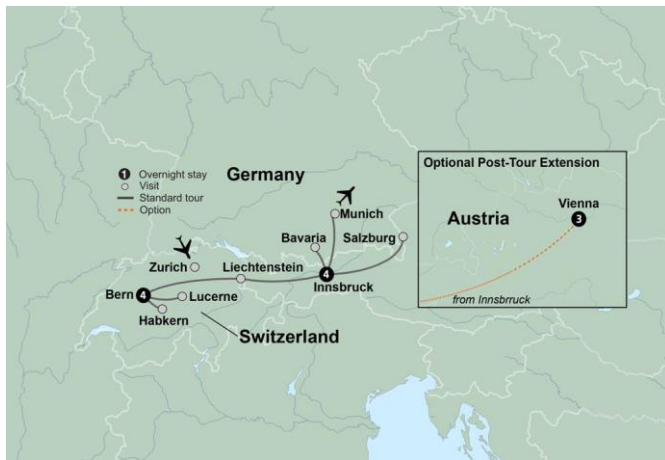 Optional Post-Tour Extension
1 Overnight stay
Visit
Standard tour
Option
Germany
Vienna
3
Munich
Austria
Bavaria
Salzburg
Zurich
Liechtenstein
4
Innsbruck
Bern
4
Lucerne
from Innsbrruck
Habkern
Switzerland